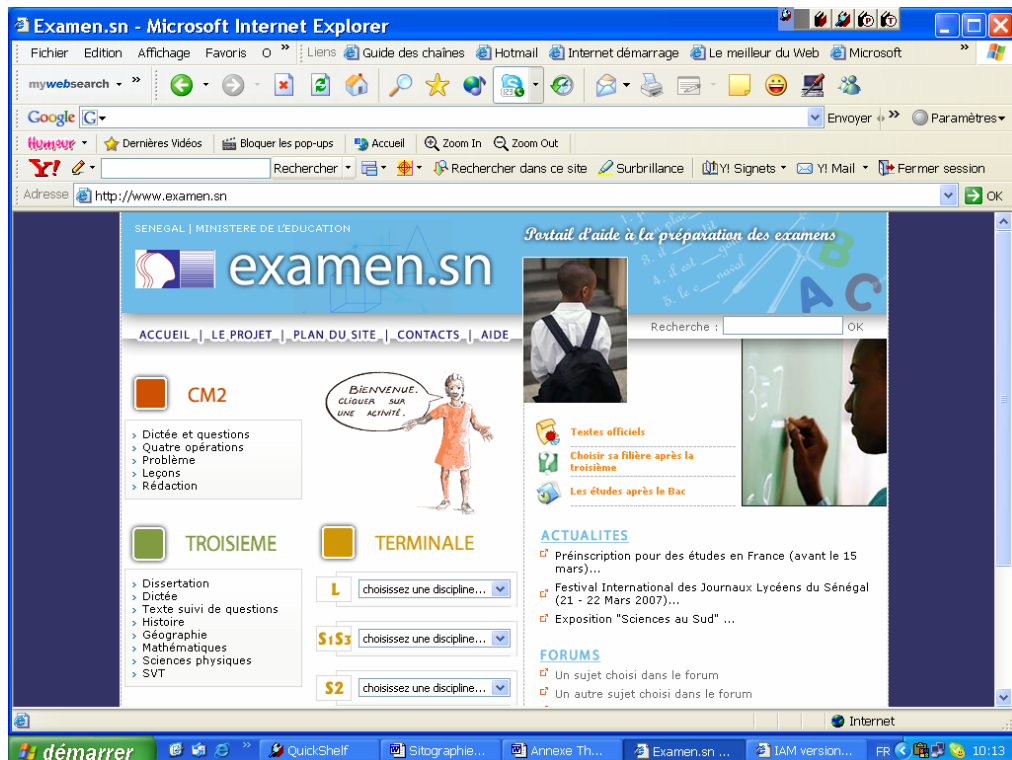 Examen.sn - Microsoft Internet Explorer
Fichier Edition Affichage Favoris O » Liens Guide des chaînes Hotmail Internet démarrage Le meilleur du Web Microsoft »
mywebsearch »
Google G Envoyer » Paramètres
Humour Dernières Vidéos Bloquer les pop-ups Accueil Zoom In Zoom Out
Y! Rechercher Rechercher dans ce site Surbrillance Y! Signets Y! Mail Fermer session
Adresse http://www.examen.sn OK
SENEGAL | MINISTERE DE L'EDUCATION
Portail d'aide à la préparation des examens
examen.sn
A B C
ACCUEIL | LE PROJET | PLAN DU SITE | CONTACTS | AIDE
Recherche : OK
CM2
Dictée et questions
Quatre opérations
Problème
Leçons
Rédaction
BIENVENUE.
CLIQUER SUR
UNE ACTIVITÉ.
Textes officiels
Choisir sa filière après la
troisième
Les études après le Bac
TROISIEME
Dissertation
Dictée
Texte suivi de questions
Histoire
Géographie
Mathématiques
Sciences physiques
SVT
TERMINALE
L choisissez une discipline...
S1S3 choisissez une discipline...
S2 choisissez une discipline...
ACTUALITES
Préinscription pour des études en France (avant le 15
mars)...
Festival International des Journaux Lycéens du Sénégal
(21 - 22 Mars 2007)...
Exposition "Sciences au Sud" ...
FORUMS
Un sujet choisi dans le forum
Un autre sujet choisi dans le forum
Internet
démarrer » QuickShelf Sitographie... Annexe Th... Examen.sn ... IAM version... FR 10:13